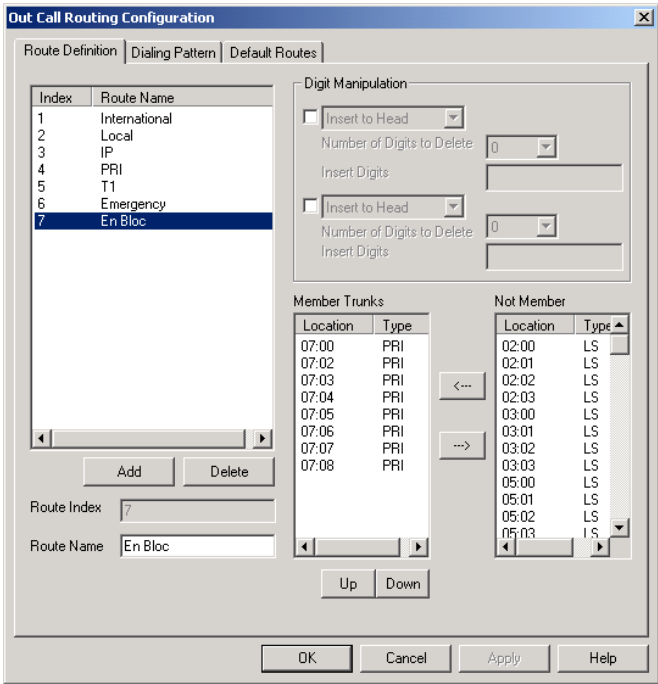 Out Call Routing Configuration
Route Definition Dialing Pattern Default Routes
Index Route Name
1 International
2 Local
3 IP
4 PRI
5 T1
6 Emergency
7 En Bloc
Add Delete
Route Index 7
Route Name En Bloc
Digit Manipulation
Insert to Head
Number of Digits to Delete 0
Insert Digits
Insert to Head
Number of Digits to Delete 0
Insert Digits
Member Trunks
Location Type
07:00 PRI
07:02 PRI
07:03 PRI
07:04 PRI
07:05 PRI
07:06 PRI
07:07 PRI
07:08 PRI
<--- 
--->
Up Down
Not Member
Location Type
02:00 LS
02:01 LS
02:02 LS
02:03 LS
03:00 LS
03:01 LS
03:02 LS
03:03 LS
05:00 LS
05:01 LS
05:02 LS
05:03 LS
OK Cancel Apply Help